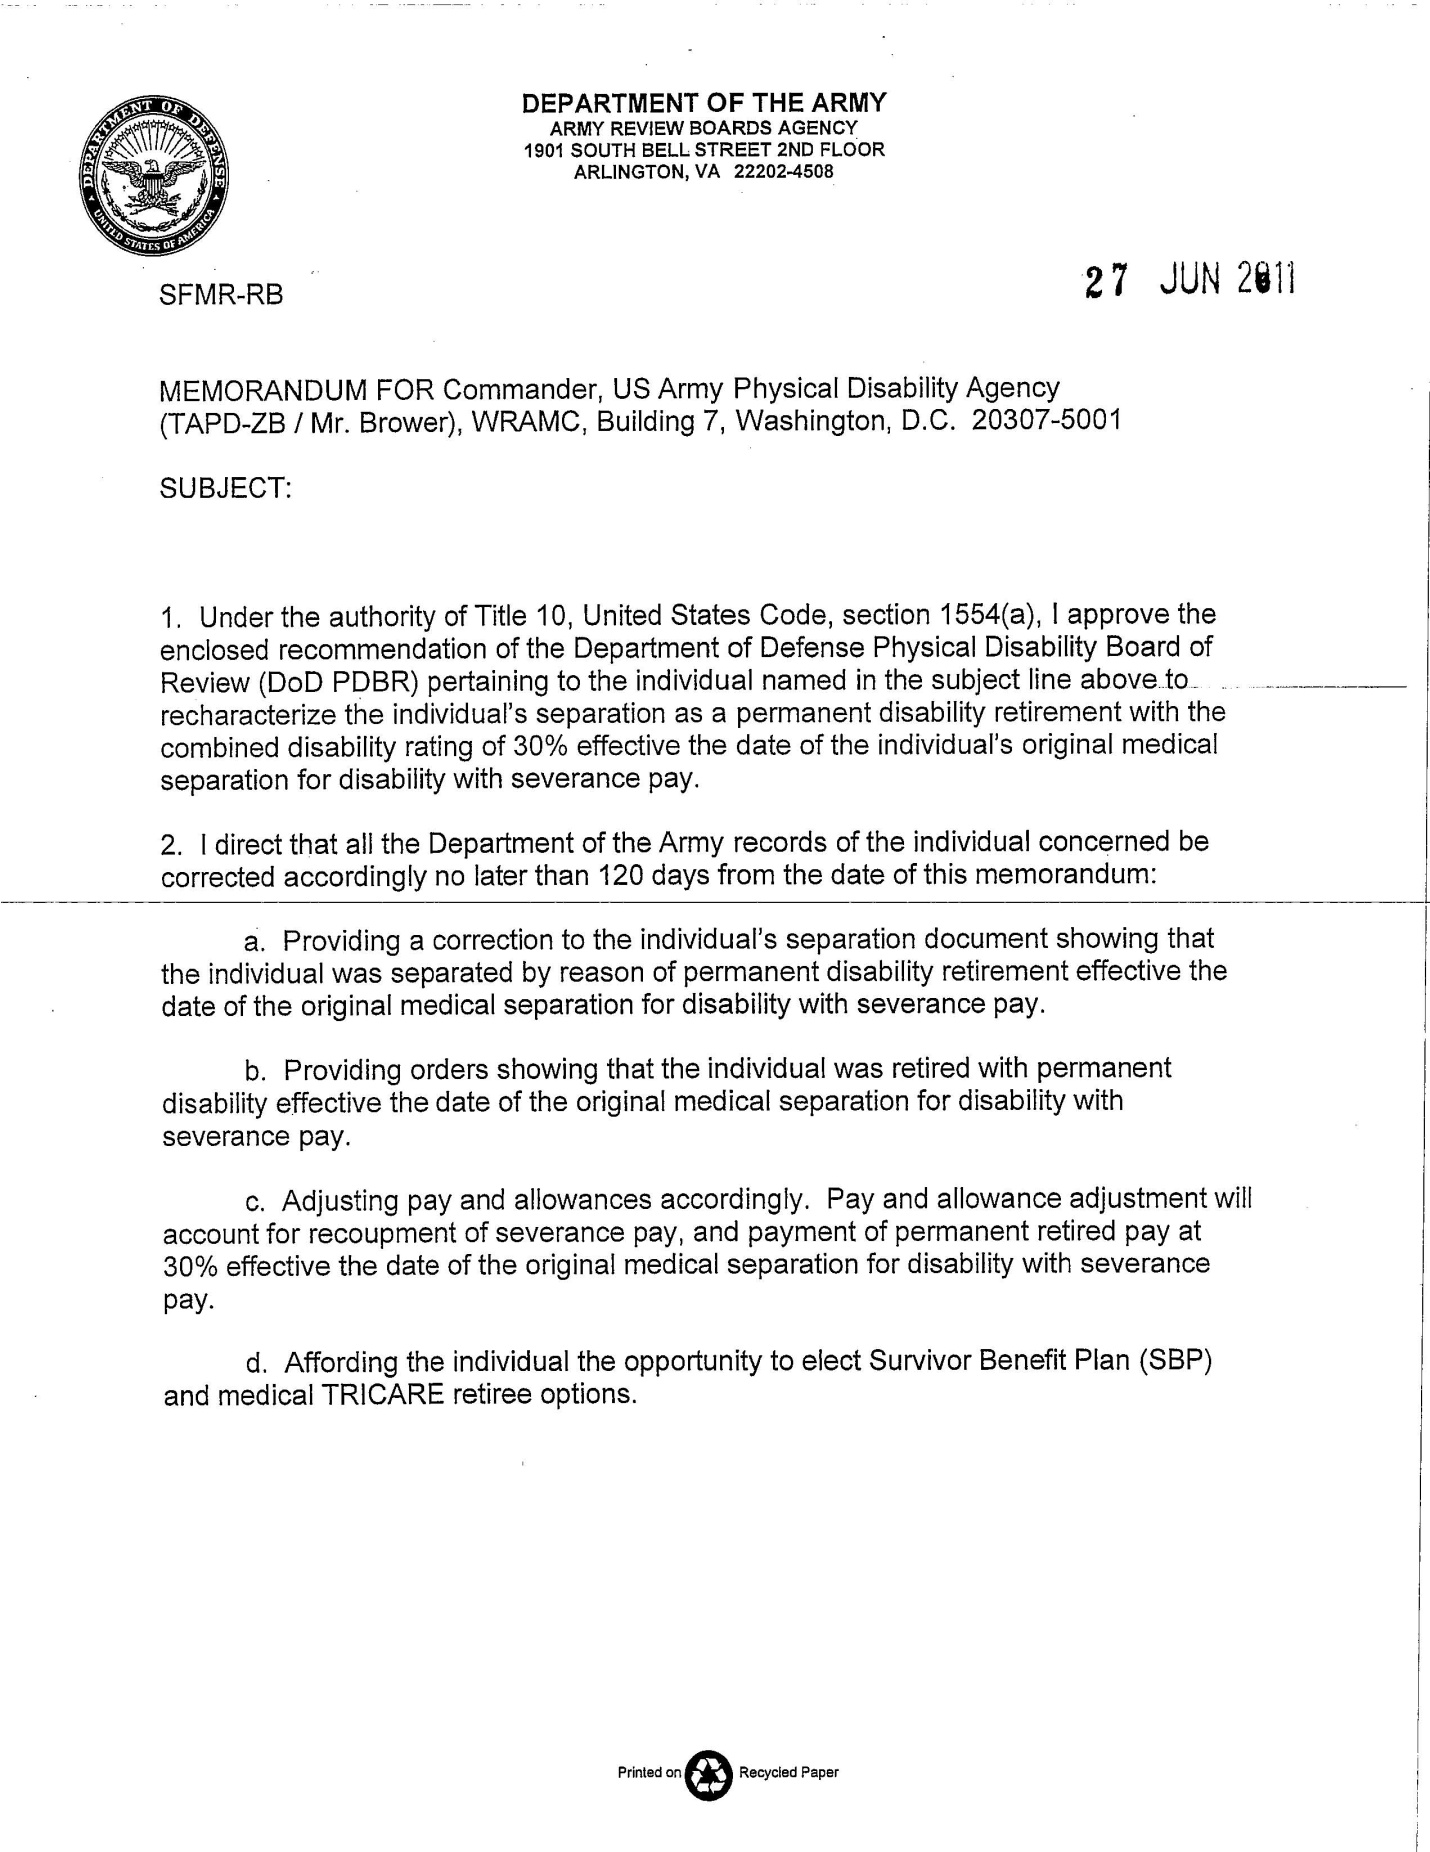 DEPARTMENT OF THE ARMY
ARMY REVIEW BOARDS AGENCY
1901 SOUTH BELL STREET 2ND FLOOR
ARLINGTON, VA 22202-4508
DEPARTMENT OF DEFENSE
UNITED STATES OF AMERICA
SFMR-RB
27 JUN 2011
MEMORANDUM FOR Commander, US Army Physical Disability Agency
(TAPD-ZB / Mr. Brower), WRAMC, Building 7, Washington, D.C. 20307-5001
SUBJECT:
1. Under the authority of Title 10, United States Code, section 1554(a), I approve the
enclosed recommendation of the Department of Defense Physical Disability Board of
Review (DoD PDBR) pertaining to the individual named in the subject line above to
recharacterize the individual's separation as a permanent disability retirement with the
combined disability rating of 30% effective the date of the individual's original medical
separation for disability with severance pay.
2. I direct that all the Department of the Army records of the individual concerned be
corrected accordingly no later than 120 days from the date of this memorandum:
a. Providing a correction to the individual's separation document showing that
the individual was separated by reason of permanent disability retirement effective the
date of the original medical separation for disability with severance pay.
b. Providing orders showing that the individual was retired with permanent
disability effective the date of the original medical separation for disability with
severance pay.
c. Adjusting pay and allowances accordingly. Pay and allowance adjustment will
account for recoupment of severance pay, and payment of permanent retired pay at
30% effective the date of the original medical separation for disability with severance
pay.
d. Affording the individual the opportunity to elect Survivor Benefit Plan (SBP)
and medical TRICARE retiree options.
Printed on Recycled Paper